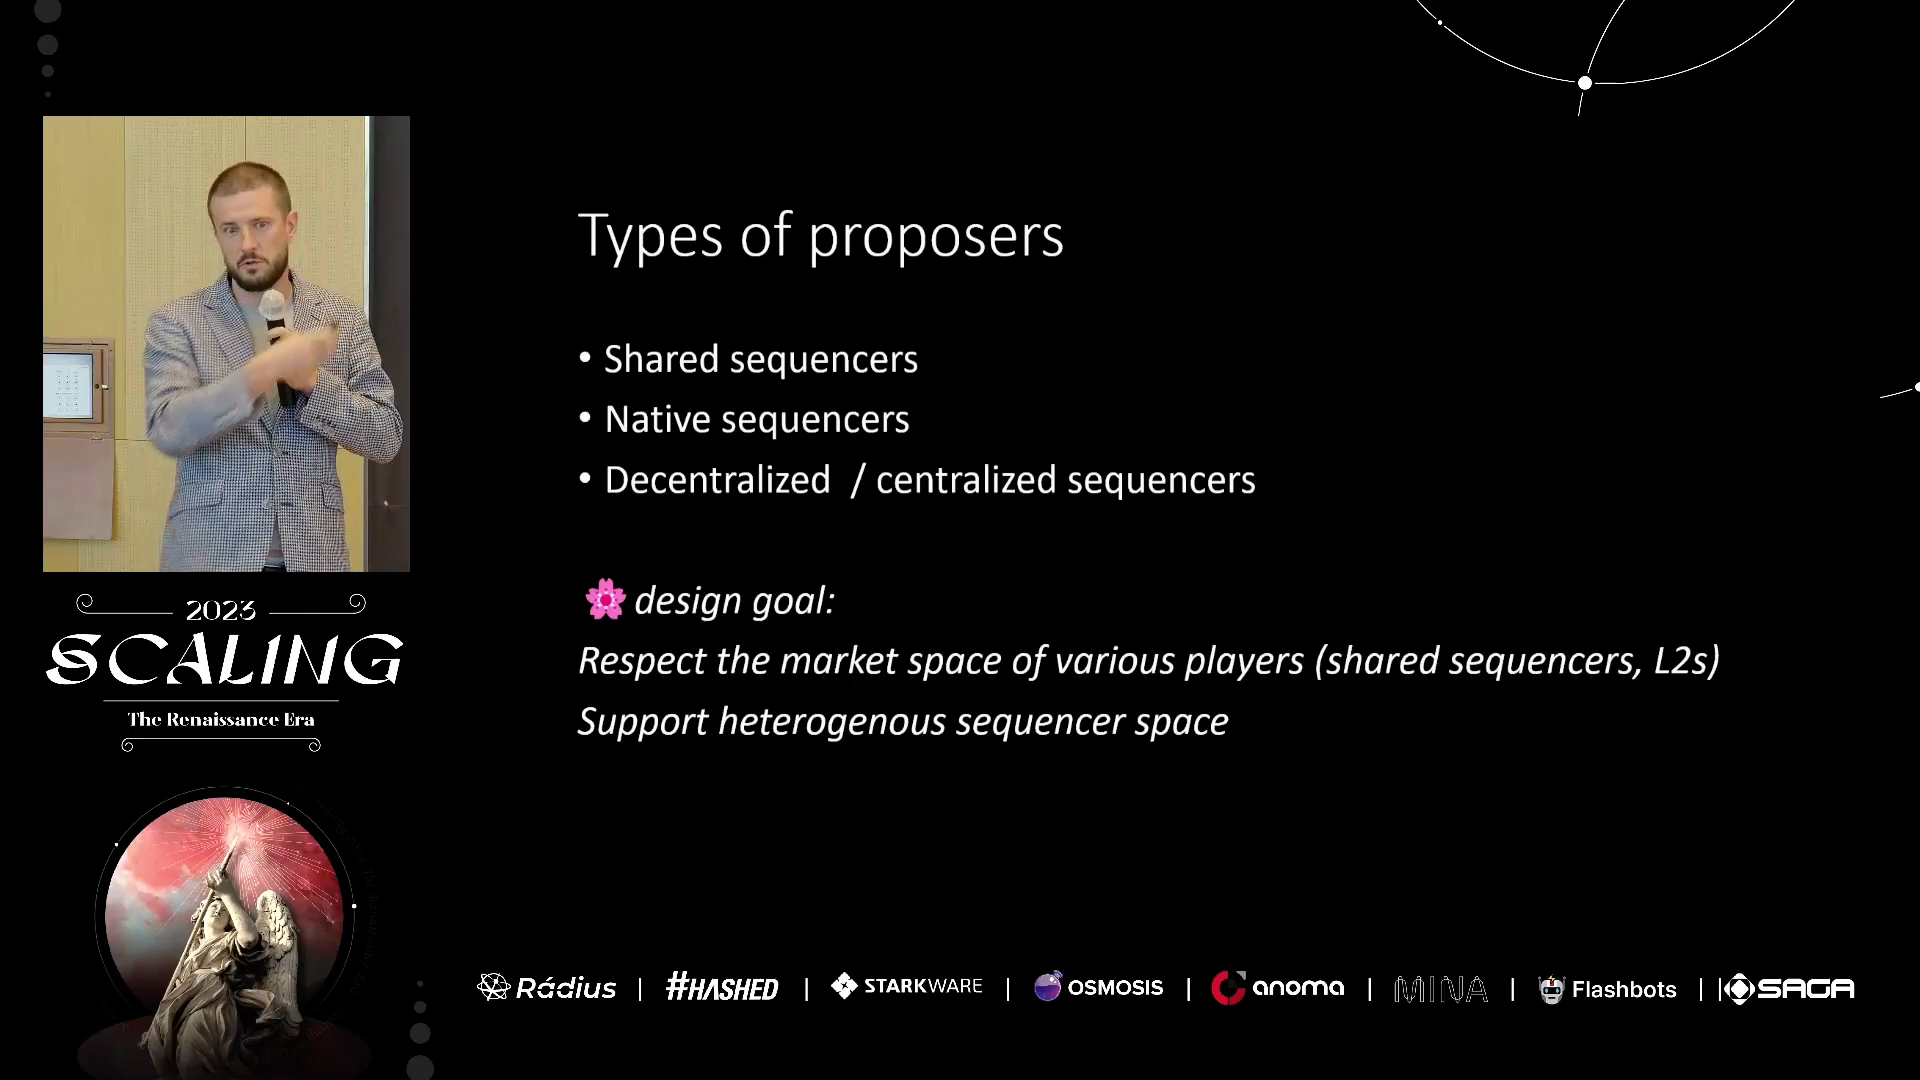 Types of proposers
• Shared sequencers
• Native sequencers
• Decentralized / centralized sequencers
🌸 design goal:
Respect the market space of various players (shared sequencers, L2s)
Support heterogenous sequencer space
2023
SCALING
The Renaissance Era
Rádius | #HASHED | STARKWARE | OSMOSIS | anoma | MINA | Flashbots | | SAGA